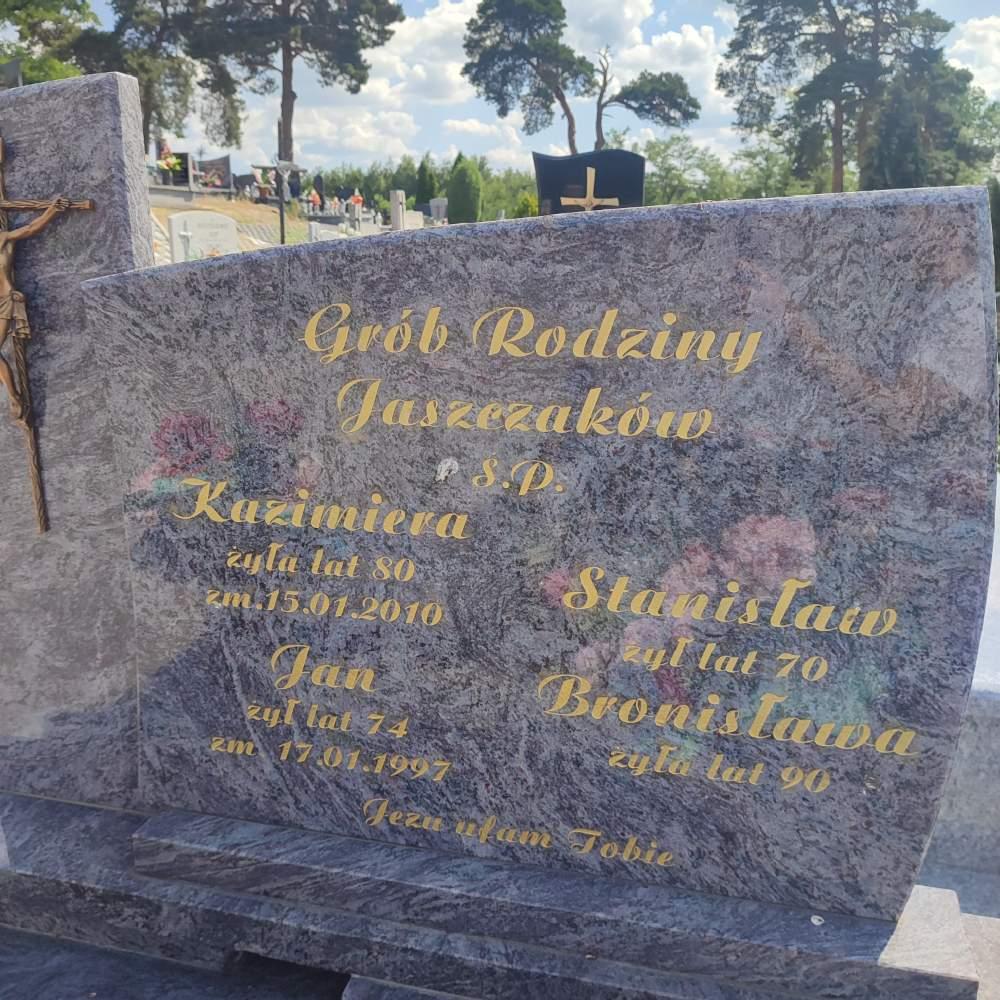 Grób Rodziny
Jaszczaków
Ś.P.
Kazimiera
żyła lat 80
zm.15.01.2010
Jan
żył lat 74
zm 17.01.1997
Stanisław
żył lat 70
Bronisława
żyła lat 90
Jezu ufam Tobie